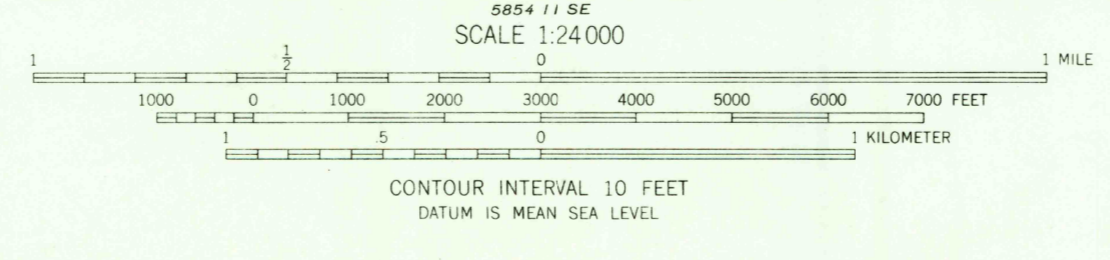 5854 II SE
SCALE 1:24 000
1 1/2 0 1 MILE
1000 0 1000 2000 3000 4000 5000 6000 7000 FEET
1 .5 0 1 KILOMETER
CONTOUR INTERVAL 10 FEET
DATUM IS MEAN SEA LEVEL